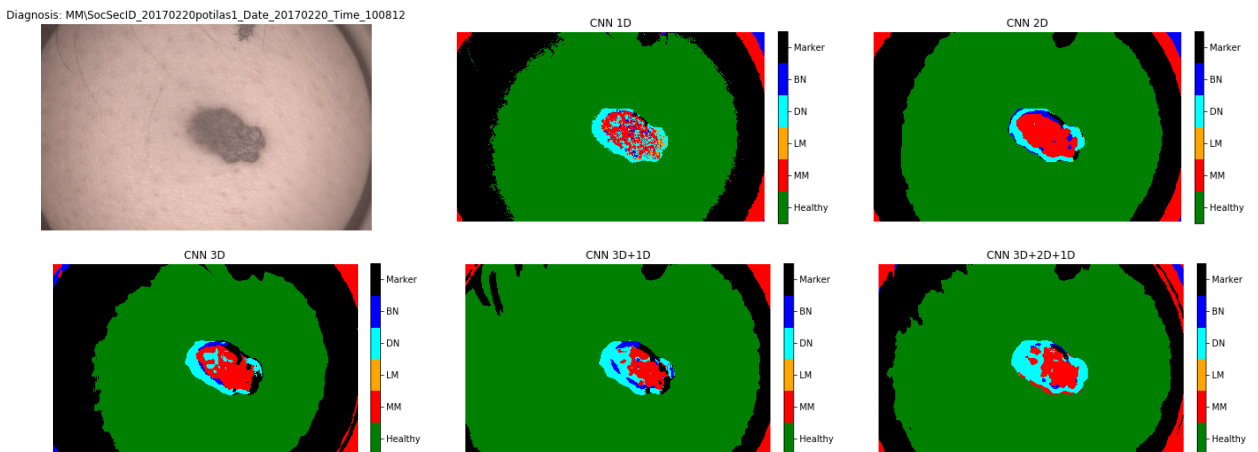 Diagnosis: MM\SocSecID_20170220potilas1_Date_20170220_Time_100812
CNN 1D
Marker
BN
DN
LM
MM
Healthy
CNN 2D
Marker
BN
DN
LM
MM
Healthy
CNN 3D
Marker
BN
DN
LM
MM
Healthy
CNN 3D+1D
Marker
BN
DN
LM
MM
Healthy
CNN 3D+2D+1D
Marker
BN
DN
LM
MM
Healthy